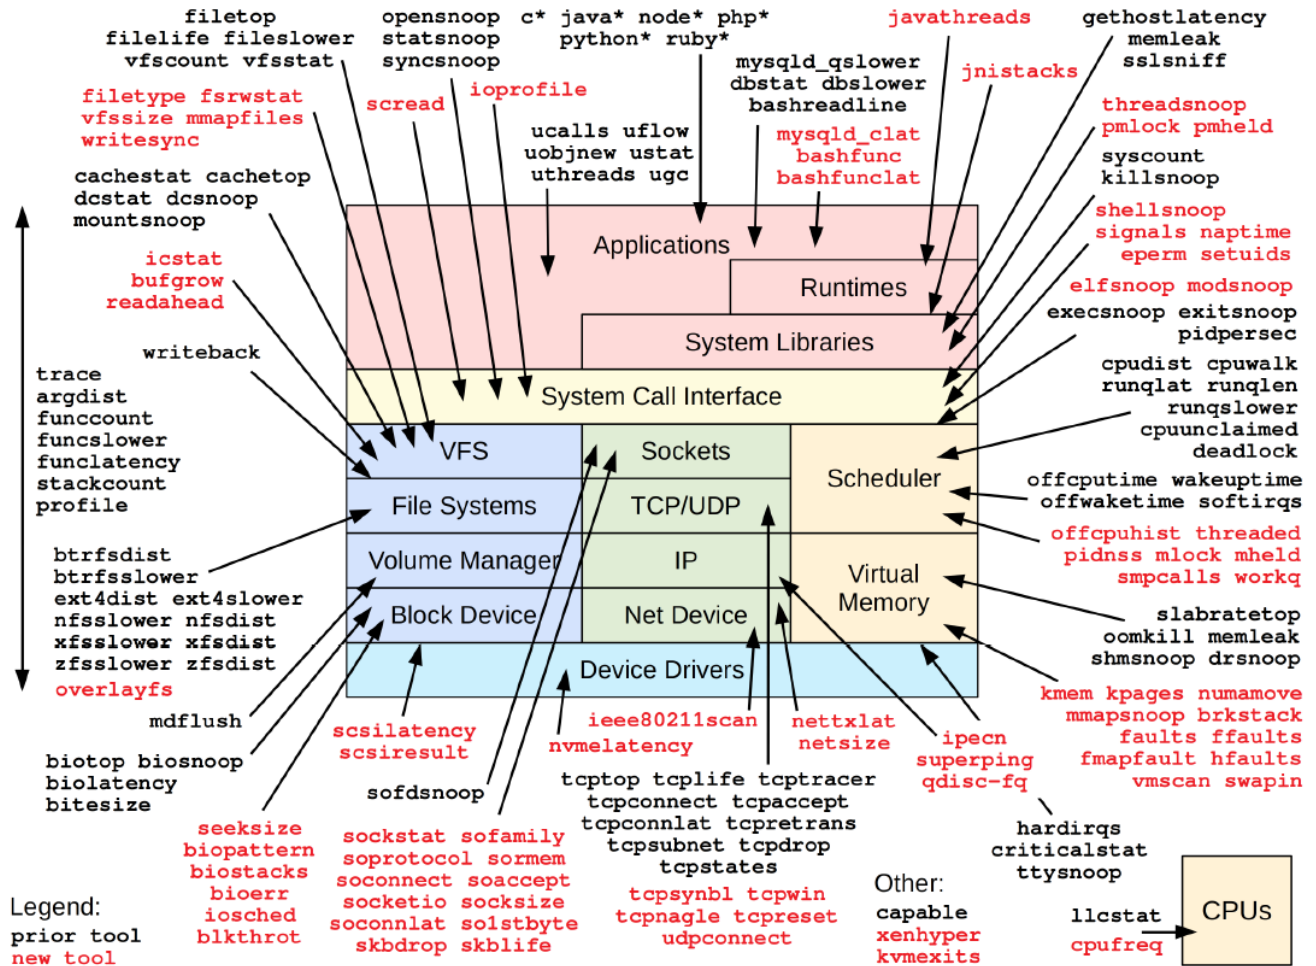 filetop
filelife fileslower
vfscount vfsstat
opensnoop
statsnoop
syncsnoop
c* java* node* php*
python* ruby*
javathreads
gethostlatency
memleak
sslsniff
mysqld_qslower
dbstat dbslower
bashreadline
jnistacks
filetype fsrwstat
vfssize mmapfiles
writesync
scread
ioprofile
threadsnoop
pmlock pmheld
ucalls uflow
uobjnew ustat
uthreads ugc
mysqld_clat
bashfunc
bashfunclat
syscount
killsnoop
cachestat cachetop
dcstat dcsnoop
mountsnoop
shellsnoop
signals naptime
eperm setuids
icstat
bufgrow
readahead
elfsnoop modsnoop
execsnoop exitsnoop
pidpersec
writeback
cpudist cpuwalk
runqlat runqlen
runqslower
cpuunclaimed
deadlock
trace
argdist
funccount
funcslower
funclatency
stackcount
profile
offcputime wakeuptime
offwaketime softirqs
offcpuhist threaded
pidnss mlock mheld
smpcalls workq
Applications
Runtimes
System Libraries
System Call Interface
VFS
Sockets
Scheduler
File Systems
TCP/UDP
Volume Manager
IP
Virtual
Memory
Block Device
Net Device
Device Drivers
btrfsdist
btrfsslower
ext4dist ext4slower
nfsslower nfsdist
xfsslower xfsdist
zfsslower zfsdist
overlayfs
slabratetop
oomkill memleak
shmsnoop drsnoop
kmem kpages numamove
mmapsnoop brkstack
faults ffaults
fmapfault hfaults
vmscan swapin
mdflush
scsilatency
scsiresult
ieee80211scan
nvmelatency
nettxlat
netsize
ipecn
superping
qdisc-fq
biotop biosnoop
biolatency
bitesize
sofdsnoop
tcptop tcplife tcptracer
tcpconnect tcpaccept
tcpconnlat tcpretrans
tcpsubnet tcpdrop
tcpstates
seeksize
biopattern
biostacks
bioerr
iosched
blkthrot
sockstat sofamily
soprotocol sormem
soconnect soaccept
socketio socksize
soconnlat so1stbyte
skbdrop skblife
tcpsynbl tcpwin
tcpnagle tcpreset
udpconnect
hardirqs
criticalstat
ttysnoop
Legend:
prior tool
new tool
Other:
capable
xenhyper
kvmexits
llcstat
cpufreq
CPUs